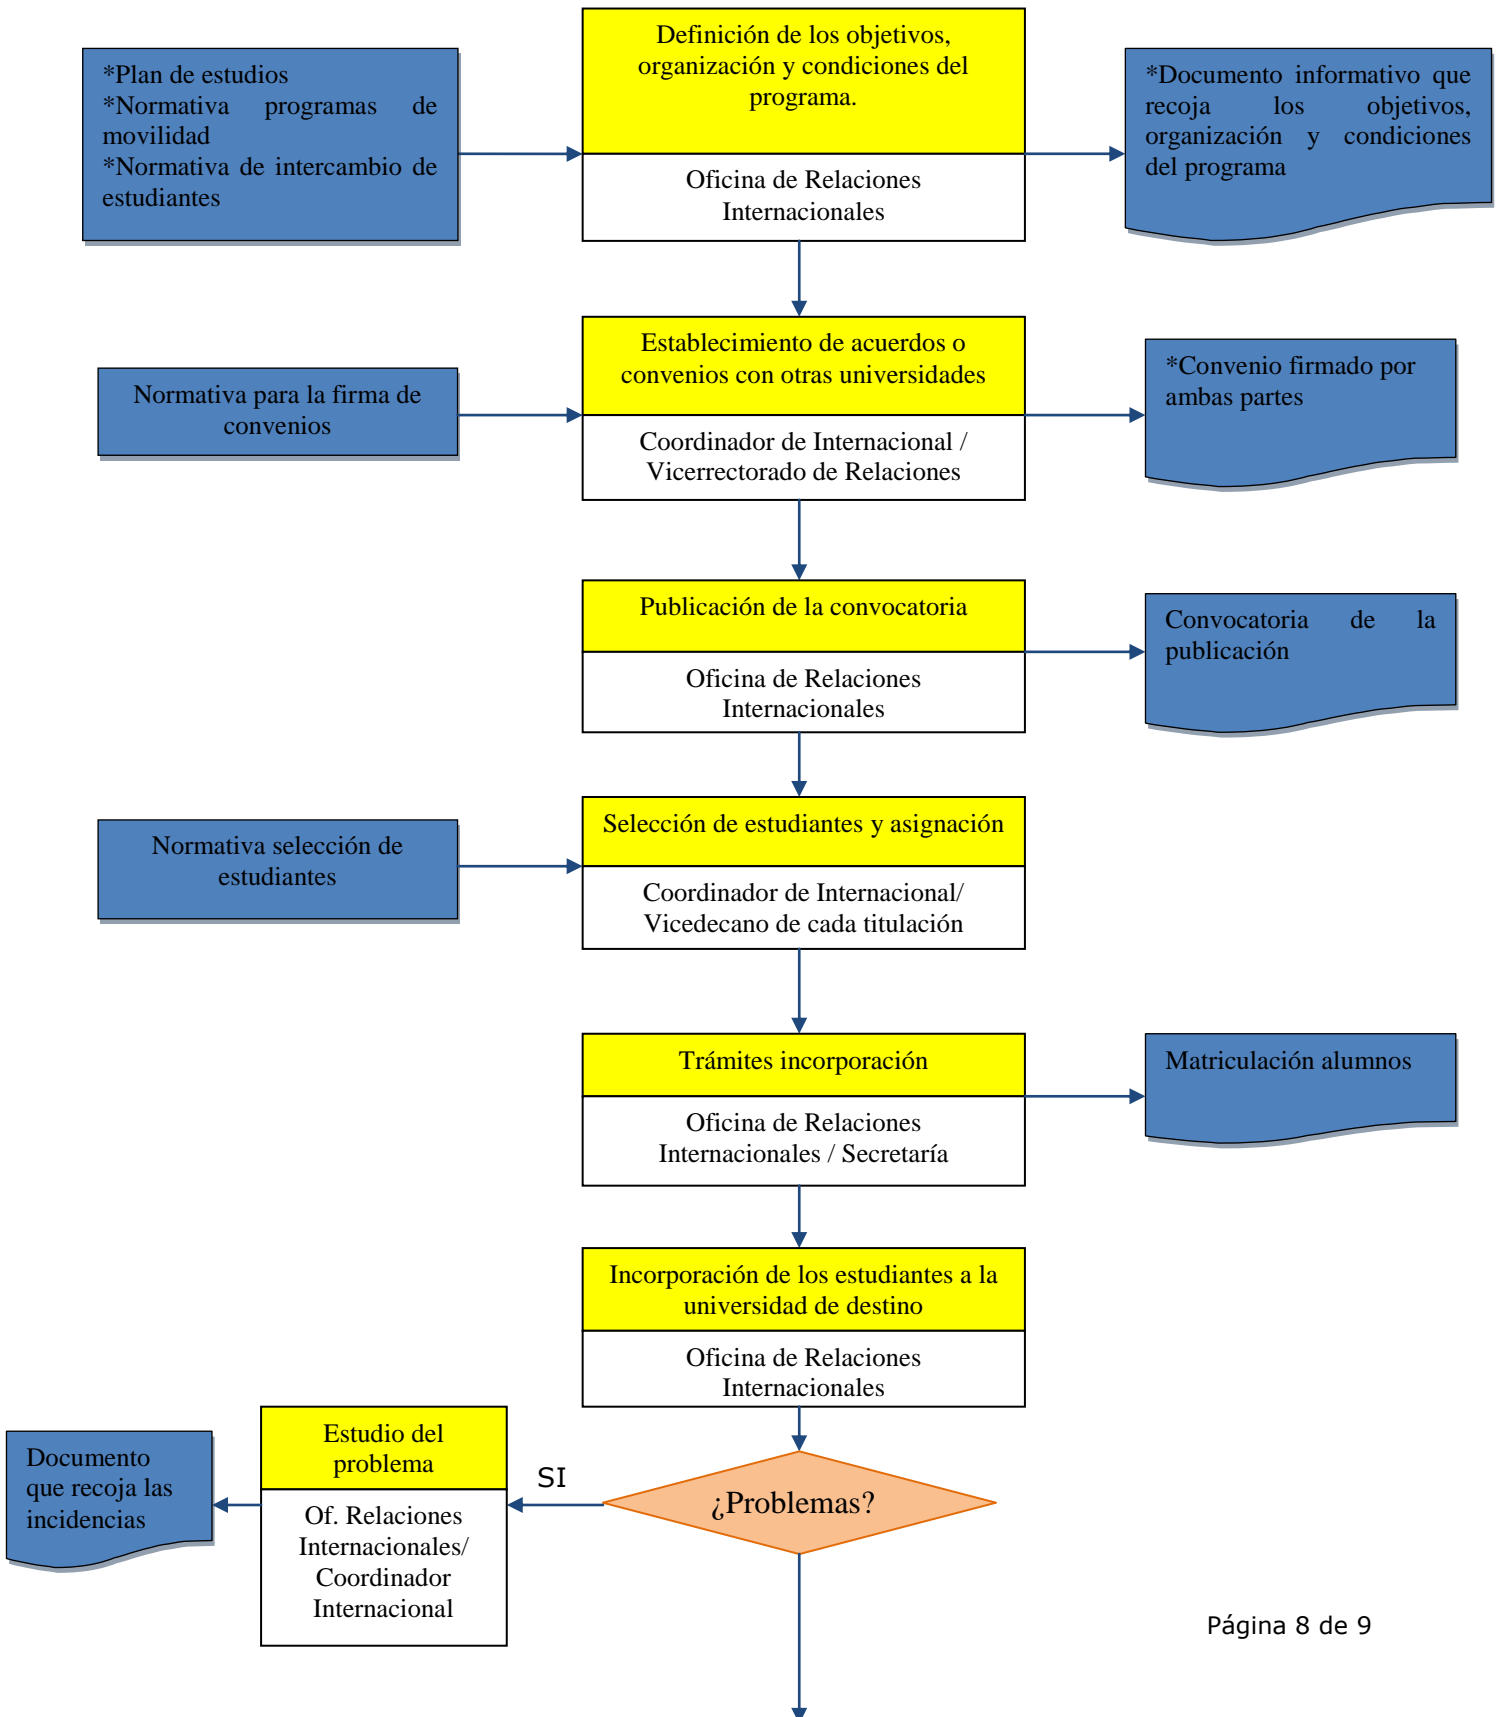 *Plan de estudios
*Normativa programas de
movilidad
*Normativa de intercambio de
estudiantes
Definición de los objetivos,
organización y condiciones del
programa.
Oficina de Relaciones
Internacionales
*Documento informativo que
recoja los objetivos,
organización y condiciones
del programa
Normativa para la firma de
convenios
Establecimiento de acuerdos o
convenios con otras universidades
Coordinador de Internacional /
Vicerrectorado de Relaciones
*Convenio firmado por
ambas partes
Publicación de la convocatoria
Oficina de Relaciones
Internacionales
Convocatoria de la
publicación
Normativa selección de
estudiantes
Selección de estudiantes y asignación
Coordinador de Internacional/
Vicedecano de cada titulación
Trámites incorporación
Oficina de Relaciones
Internacionales / Secretaría
Matriculación alumnos
Incorporación de los estudiantes a la
universidad de destino
Oficina de Relaciones
Internacionales
Documento
que recoja las
incidencias
Estudio del
problema
Of. Relaciones
Internacionales/
Coordinador
Internacional
SI
¿Problemas?
Página 8 de 9